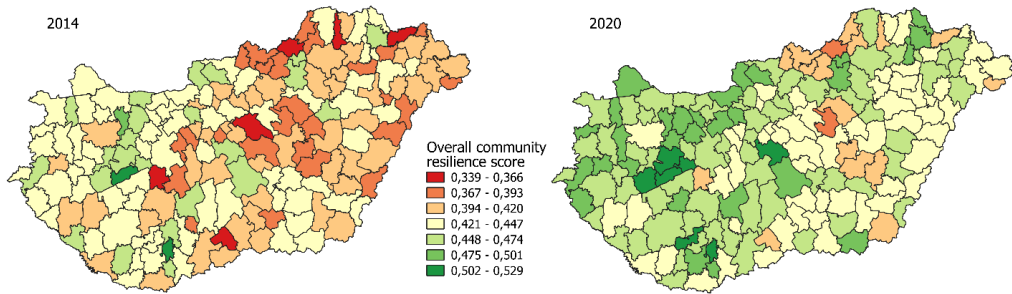 2014
2020
Overall community
resilience score
0,339 - 0,366
0,367 - 0,393
0,394 - 0,420
0,421 - 0,447
0,448 - 0,474
0,475 - 0,501
0,502 - 0,529